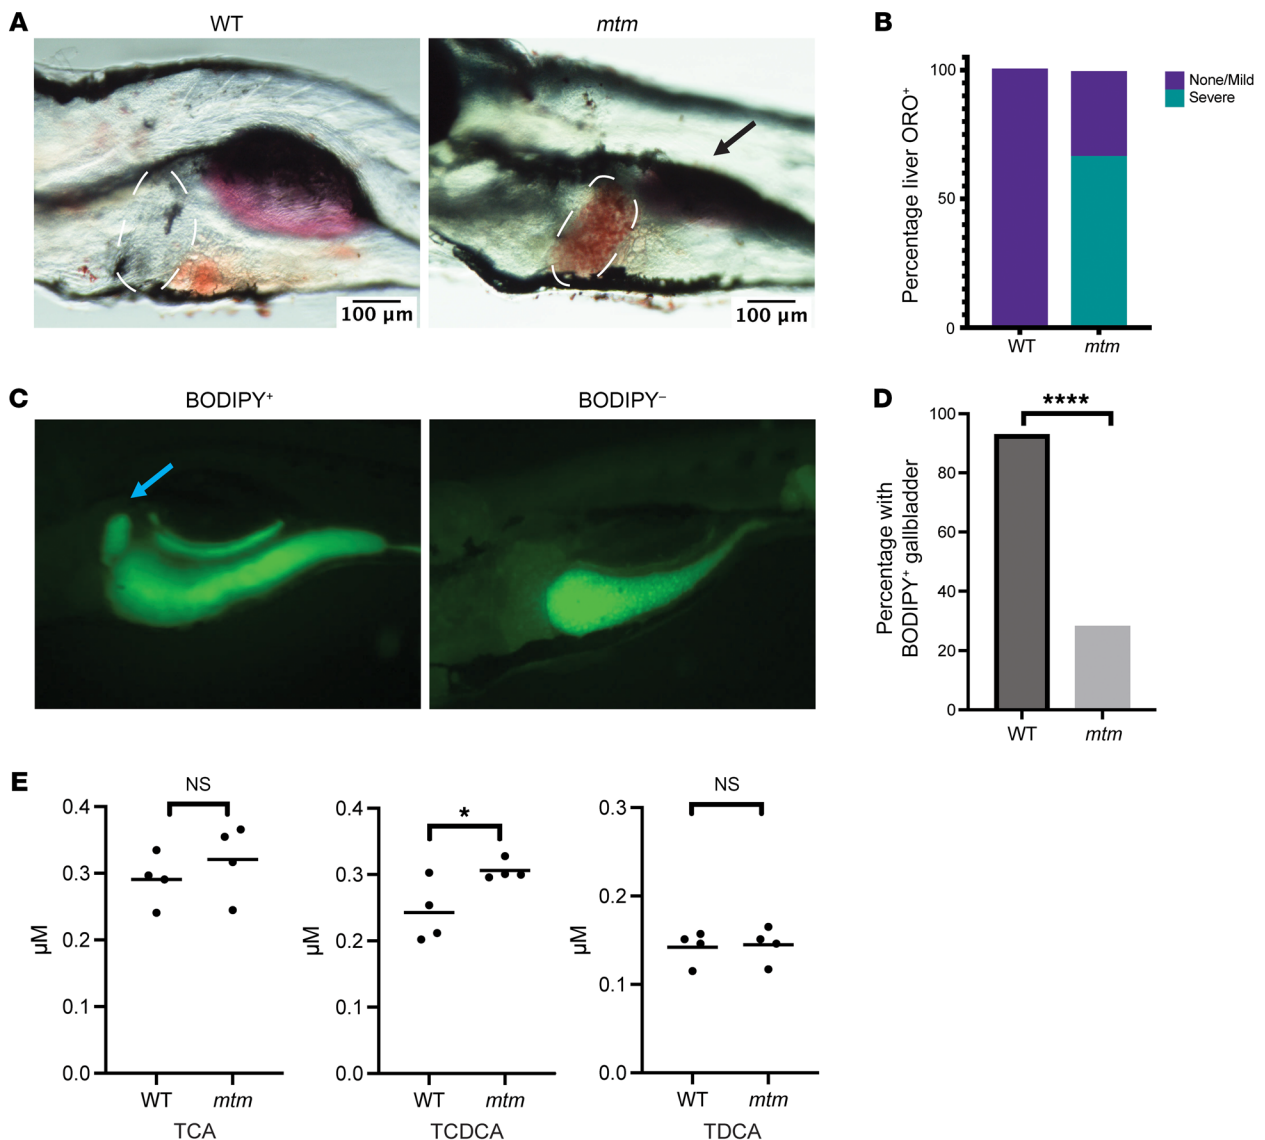 A
WT
mtm
100 µm
100 µm
B
Percentage liver ORO⁺
100
50
0
WT
mtm
None/Mild
Severe
C
BODIPY⁺
BODIPY⁻
D
Percentage with
BODIPY⁺ gallbladder
100
80
60
40
20
0
****
WT
mtm
E
NS
µM
0.4
0.3
0.2
0.1
0.0
WT
mtm
TCA
*
µM
0.4
0.3
0.2
0.1
0.0
WT
mtm
TCDCA
NS
µM
0.3
0.2
0.1
0.0
WT
mtm
TDCA